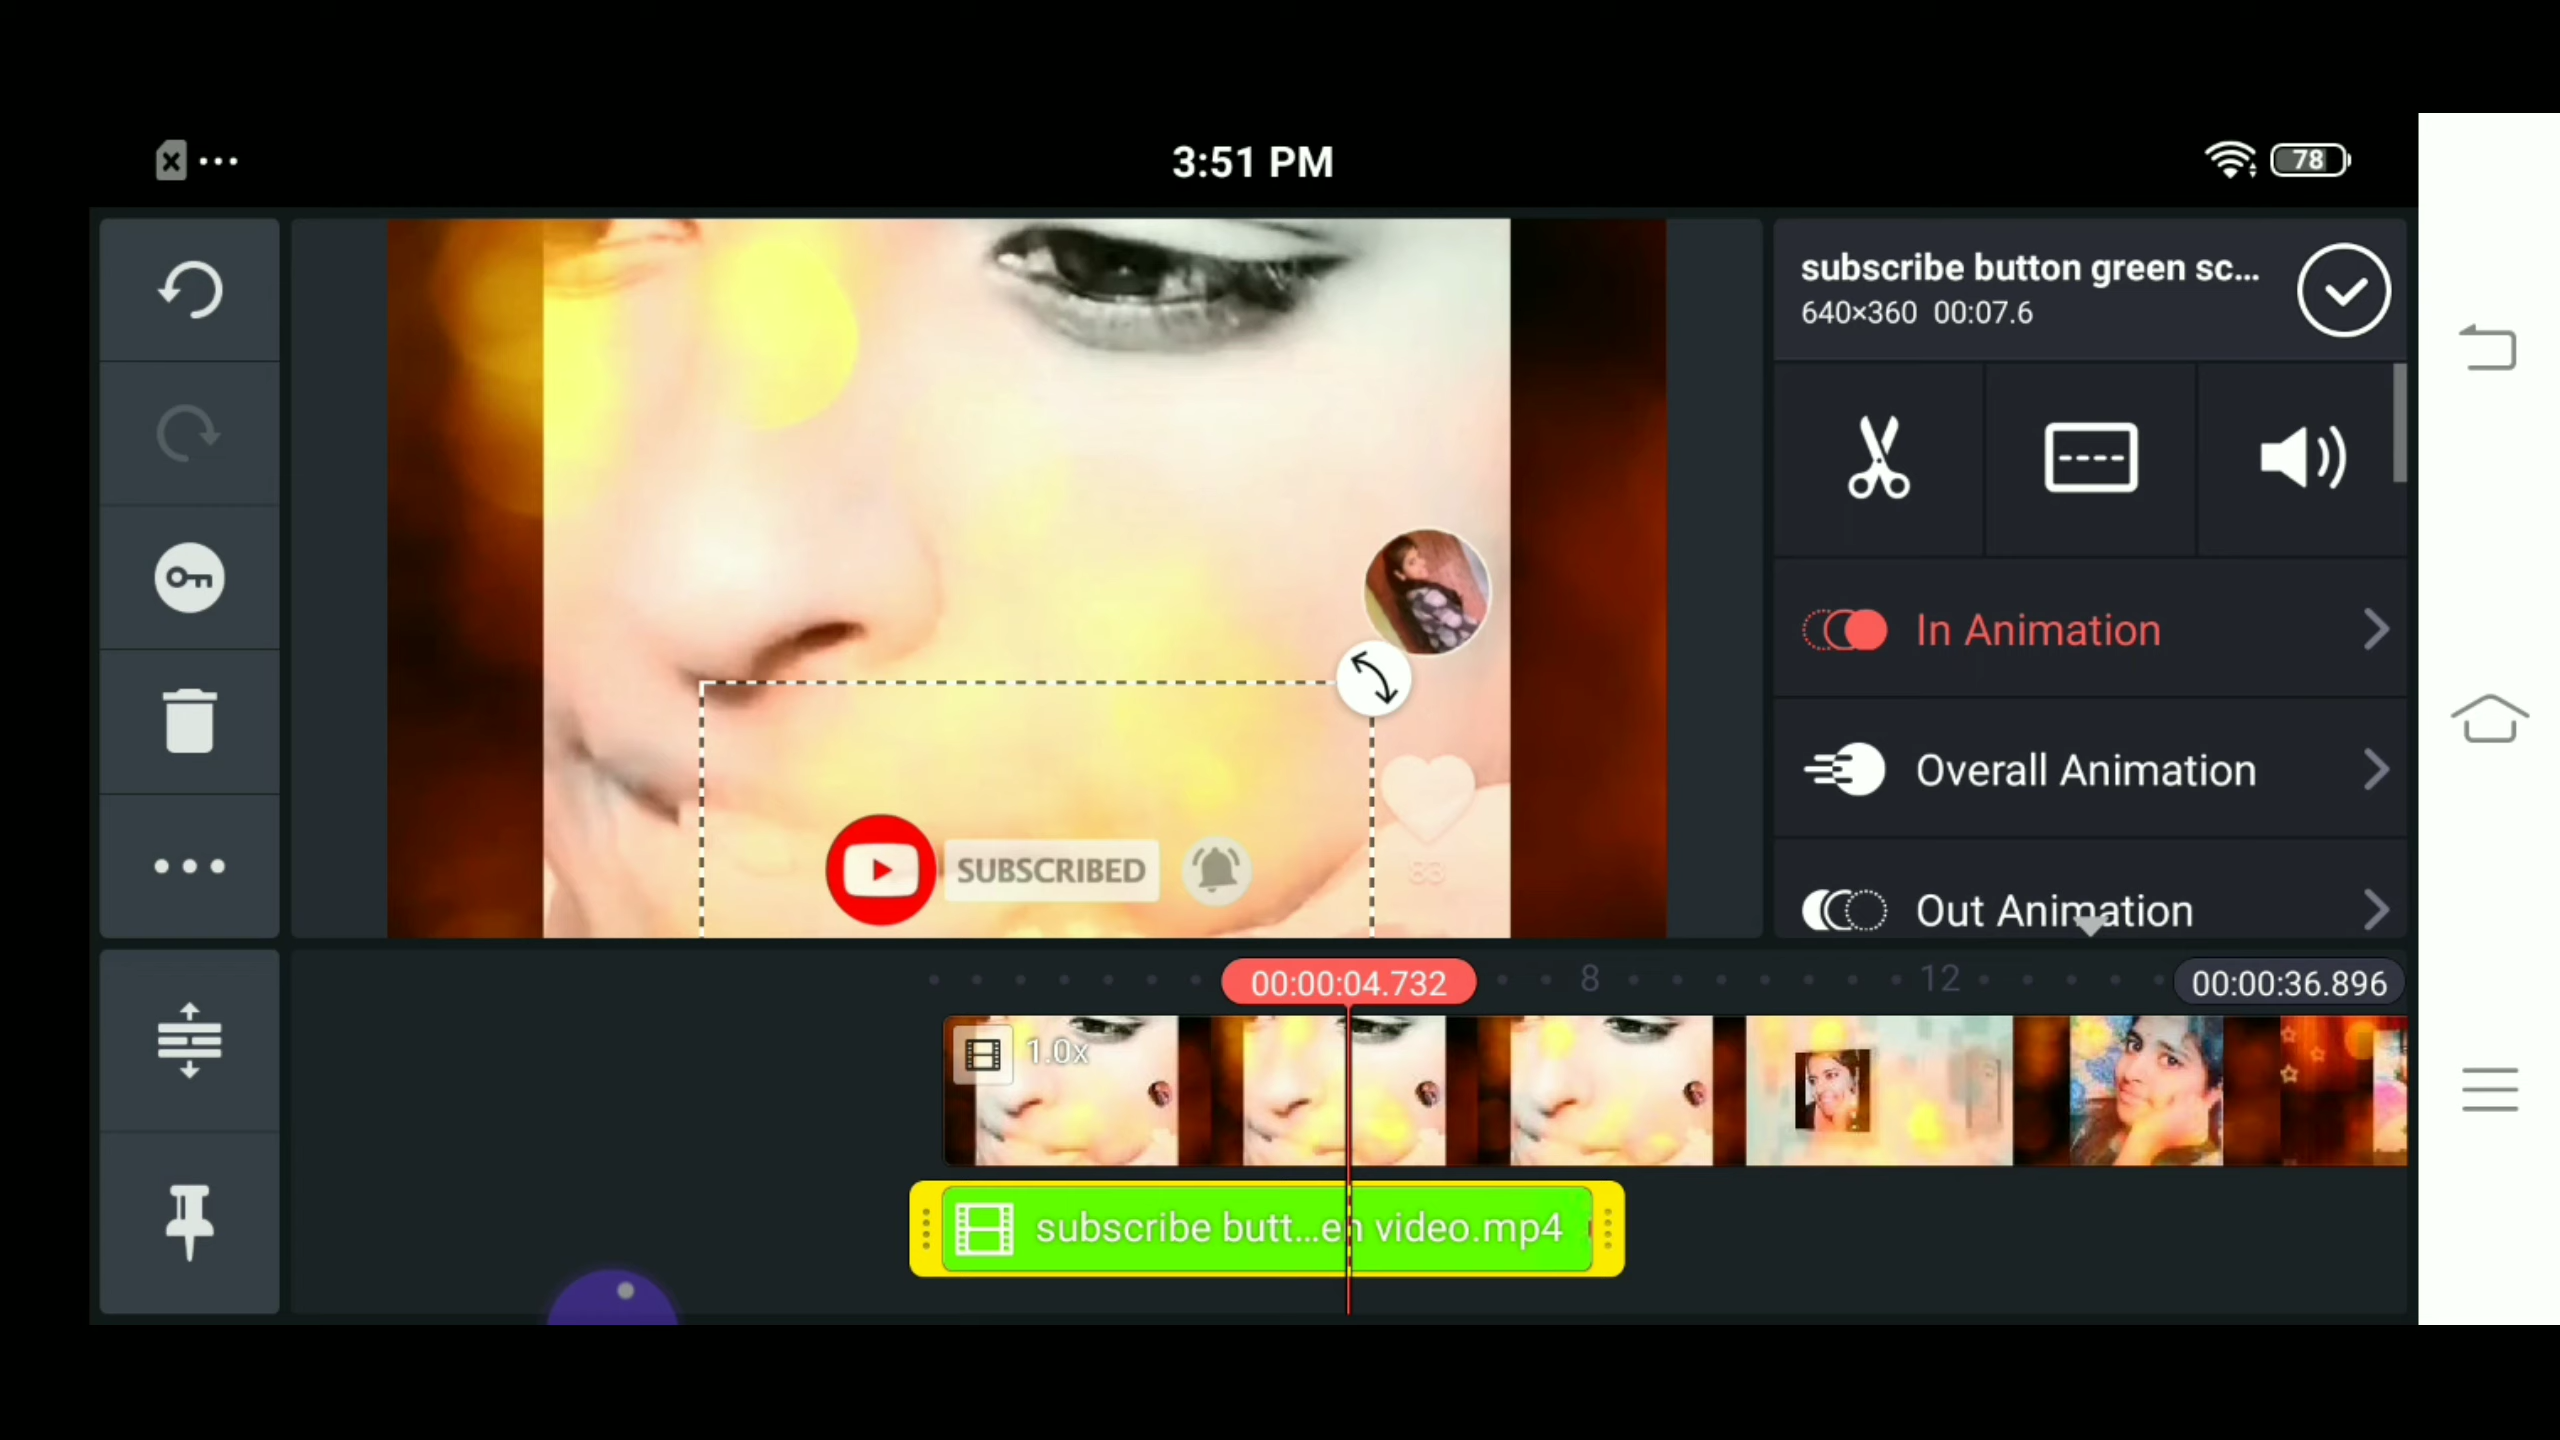 3:51 PM
78
subscribe button green sc...
640×360 00:07.6
In Animation
Overall Animation
Out Animation
SUBSCRIBED
83
00:00:04.732
8
12
00:00:36.896
1.0x
subscribe butt...en video.mp4